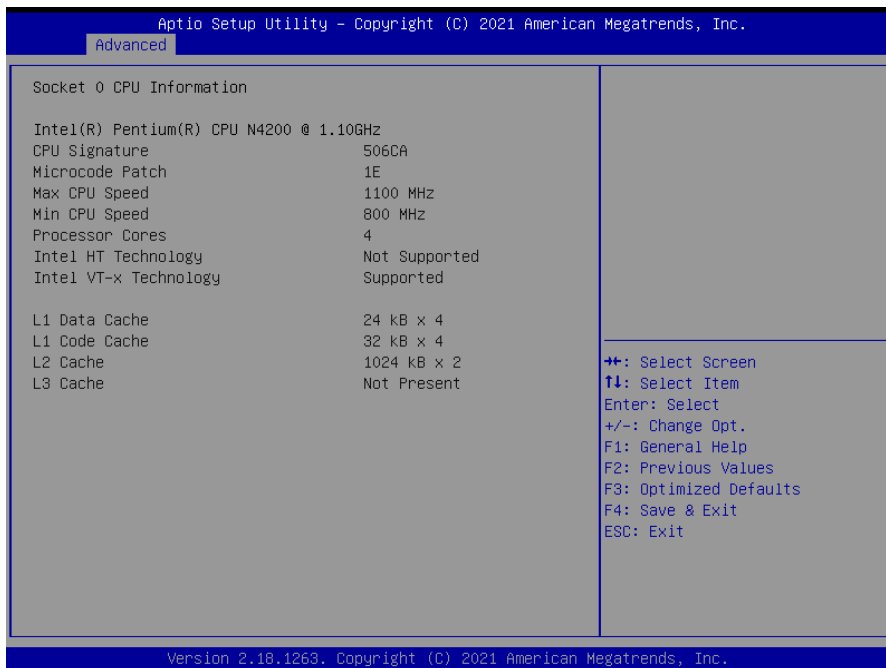 Aptio Setup Utility – Copyright (C) 2021 American Megatrends, Inc.
Advanced
Socket 0 CPU Information
Intel(R) Pentium(R) CPU N4200 @ 1.10GHz
CPU Signature 506CA
Microcode Patch 1E
Max CPU Speed 1100 MHz
Min CPU Speed 800 MHz
Processor Cores 4
Intel HT Technology Not Supported
Intel VT-x Technology Supported
L1 Data Cache 24 kB x 4
L1 Code Cache 32 kB x 4
L2 Cache 1024 kB x 2
L3 Cache Not Present
→←: Select Screen
↑↓: Select Item
Enter: Select
+/-: Change Opt.
F1: General Help
F2: Previous Values
F3: Optimized Defaults
F4: Save & Exit
ESC: Exit
Version 2.18.1263. Copyright (C) 2021 American Megatrends, Inc.